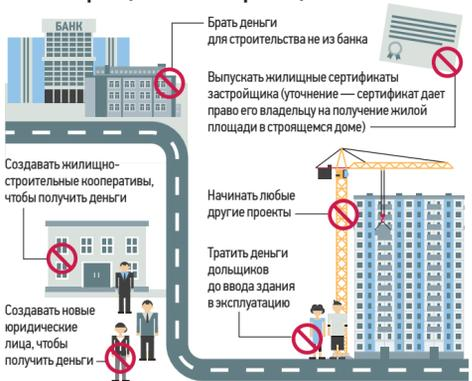 БАНК
Брать деньги
для строительства не из банка
Выпускать жилищные сертификаты
застройщика (уточнение — сертификат дает
право его владельцу на получение жилой
площади в строящемся доме)
Создавать жилищно-
строительные кооперативы,
чтобы получить деньги
Начинать любые
другие проекты
Тратить деньги
дольщиков
до ввода здания
в эксплуатацию
Создавать новые
юридические
лица, чтобы
получить деньги